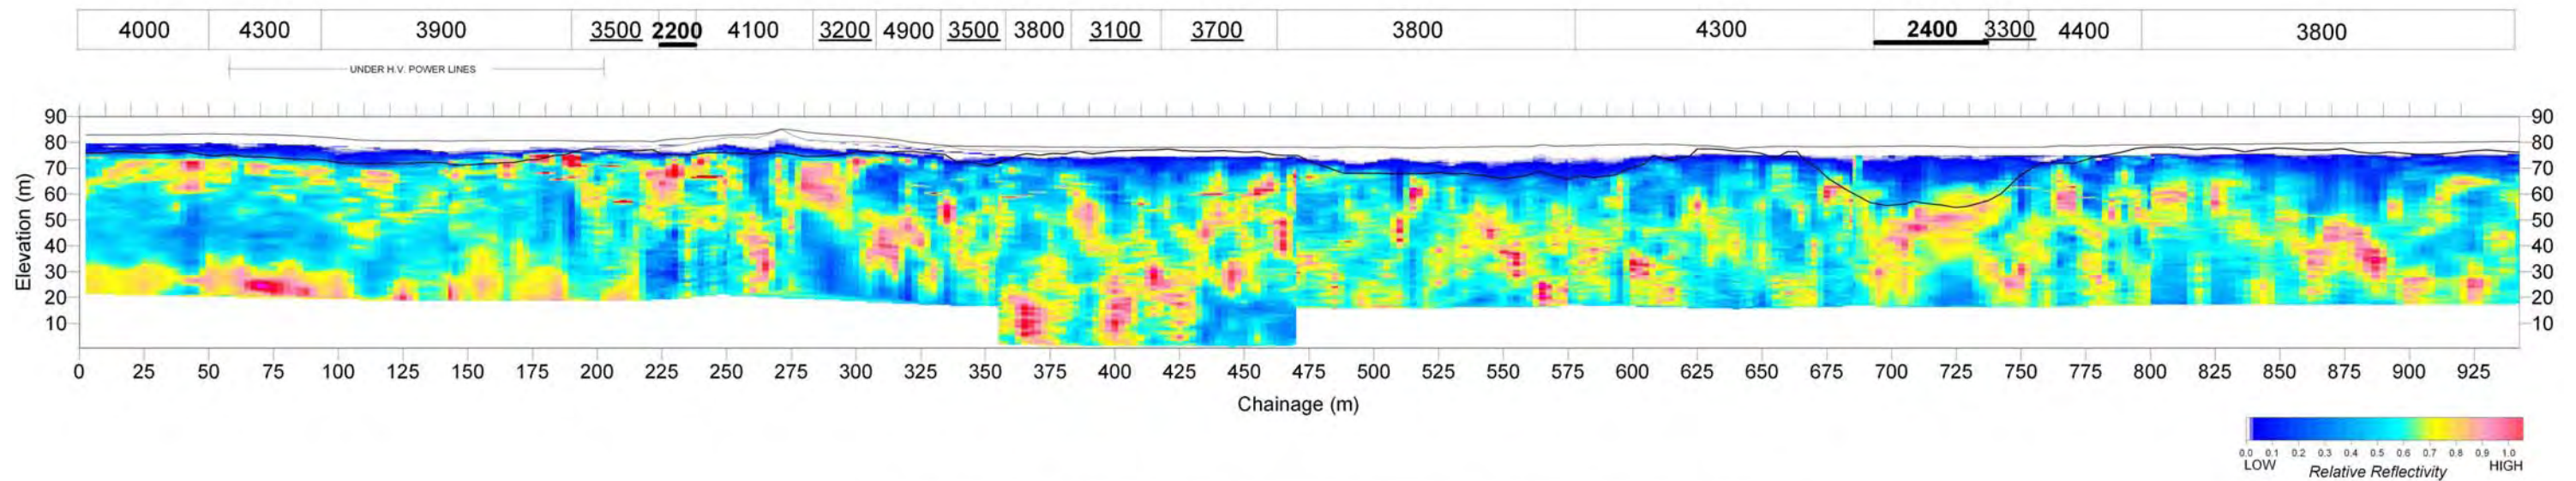 4000 4300 3900 3500 2200 4100 3200 4900 3500 3800 3100 3700 3800 4300 2400 3300 4400 3800
UNDER H.V. POWER LINES
90 90
80 80
70 70
60 60
50 50
40 40
30 30
20 20
10 10
Elevation (m)
0 25 50 75 100 125 150 175 200 225 250 275 300 325 350 375 400 425 450 475 500 525 550 575 600 625 650 675 700 725 750 775 800 825 850 875 900 925
Chainage (m)
0.0 0.1 0.2 0.3 0.4 0.5 0.6 0.7 0.8 0.9 1.0
LOW Relative Reflectivity HIGH